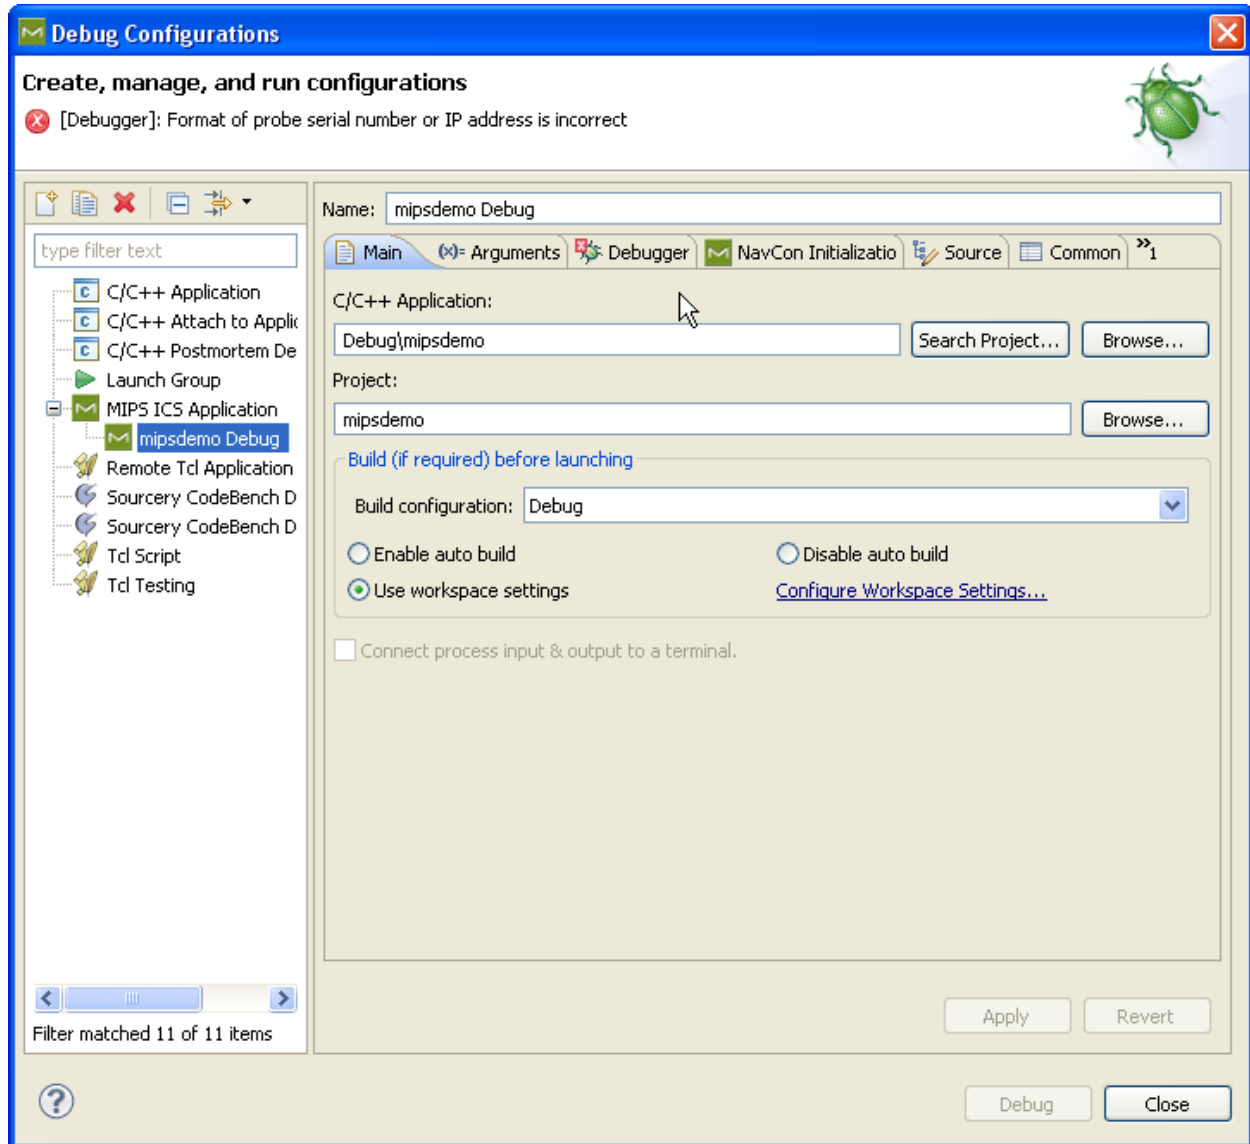 Debug Configurations
Create, manage, and run configurations
[Debugger]: Format of probe serial number or IP address is incorrect
type filter text
C/C++ Application
C/C++ Attach to Applic
C/C++ Postmortem De
Launch Group
MIPS ICS Application
mipsdemo Debug
Remote Tcl Application
Sourcery CodeBench D
Sourcery CodeBench D
Tcl Script
Tcl Testing
Filter matched 11 of 11 items
Name: mipsdemo Debug
Main (x)= Arguments Debugger NavCon Initializatio Source Common »1
C/C++ Application:
Debug\mipsdemo Search Project... Browse...
Project:
mipsdemo Browse...
Build (if required) before launching
Build configuration: Debug
Enable auto build Disable auto build
Use workspace settings Configure Workspace Settings...
Connect process input & output to a terminal.
Apply Revert
? Debug Close